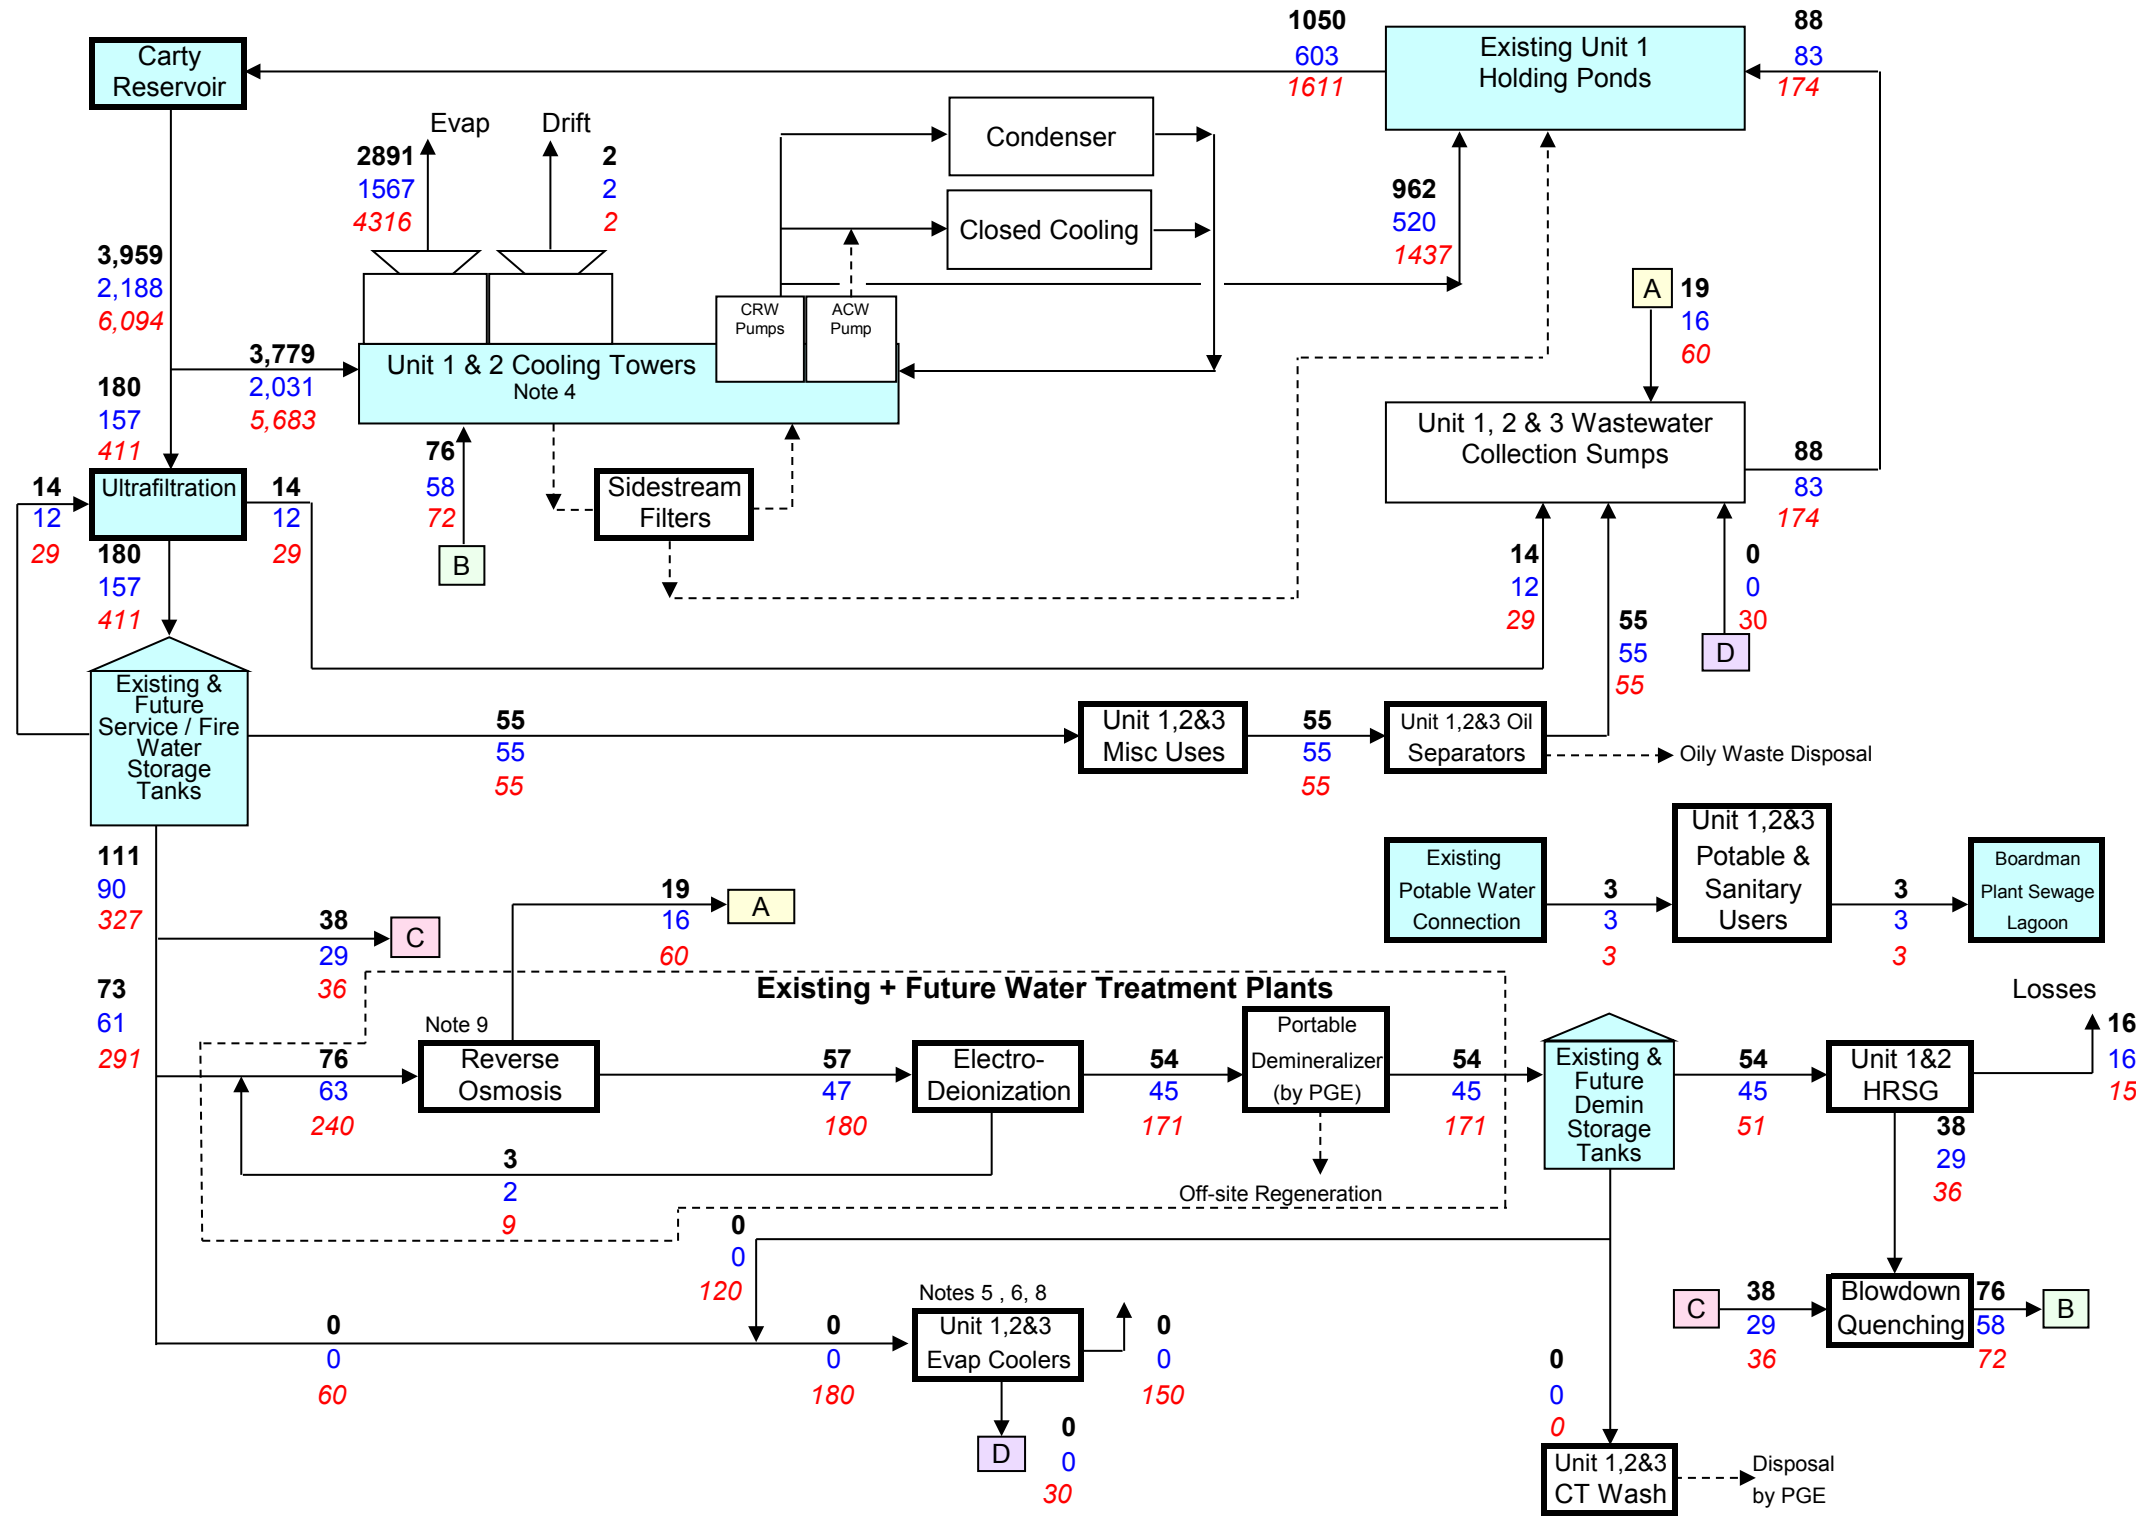 Carty
Reservoir
1050
603
1611
Existing Unit 1
Holding Ponds
88
83
174
Evap
Drift
2891
1567
4316
2
2
2
Condenser
Closed Cooling
962
520
1437
3,959
2,188
6,094
CRW
Pumps
ACW
Pump
A
19
16
60
3,779
2,031
5,683
Unit 1 & 2 Cooling Towers
Note 4
180
157
411
76
58
72
B
Sidestream
Filters
Unit 1, 2 & 3 Wastewater
Collection Sumps
88
83
174
14
12
29
Ultrafiltration
14
12
29
180
157
411
14
12
29
55
55
55
0
0
30
D
Existing &
Future
Service / Fire
Water
Storage
Tanks
55
55
55
Unit 1,2&3
Misc Uses
55
55
55
Unit 1,2&3 Oil
Separators
Oily Waste Disposal
111
90
327
38
29
36
C
19
16
60
A
Existing
Potable Water
Connection
3
3
3
Unit 1,2&3
Potable &
Sanitary
Users
3
3
3
Boardman
Plant Sewage
Lagoon
73
61
291
Existing + Future Water Treatment Plants
Note 9
76
63
240
Reverse
Osmosis
57
47
180
Electro-
Deionization
54
45
171
Portable
Demineralizer
(by PGE)
54
45
171
Existing &
Future
Demin
Storage
Tanks
54
45
51
Unit 1&2
HRSG
Losses
16
16
15
3
2
9
Off-site Regeneration
38
29
36
0
0
120
Notes 5 , 6, 8
0
0
60
0
0
180
Unit 1,2&3
Evap Coolers
0
0
150
D
0
0
30
C
38
29
36
Blowdown
Quenching
76
58
72
B
0
0
0
Unit 1,2&3
CT Wash
Disposal
by PGE